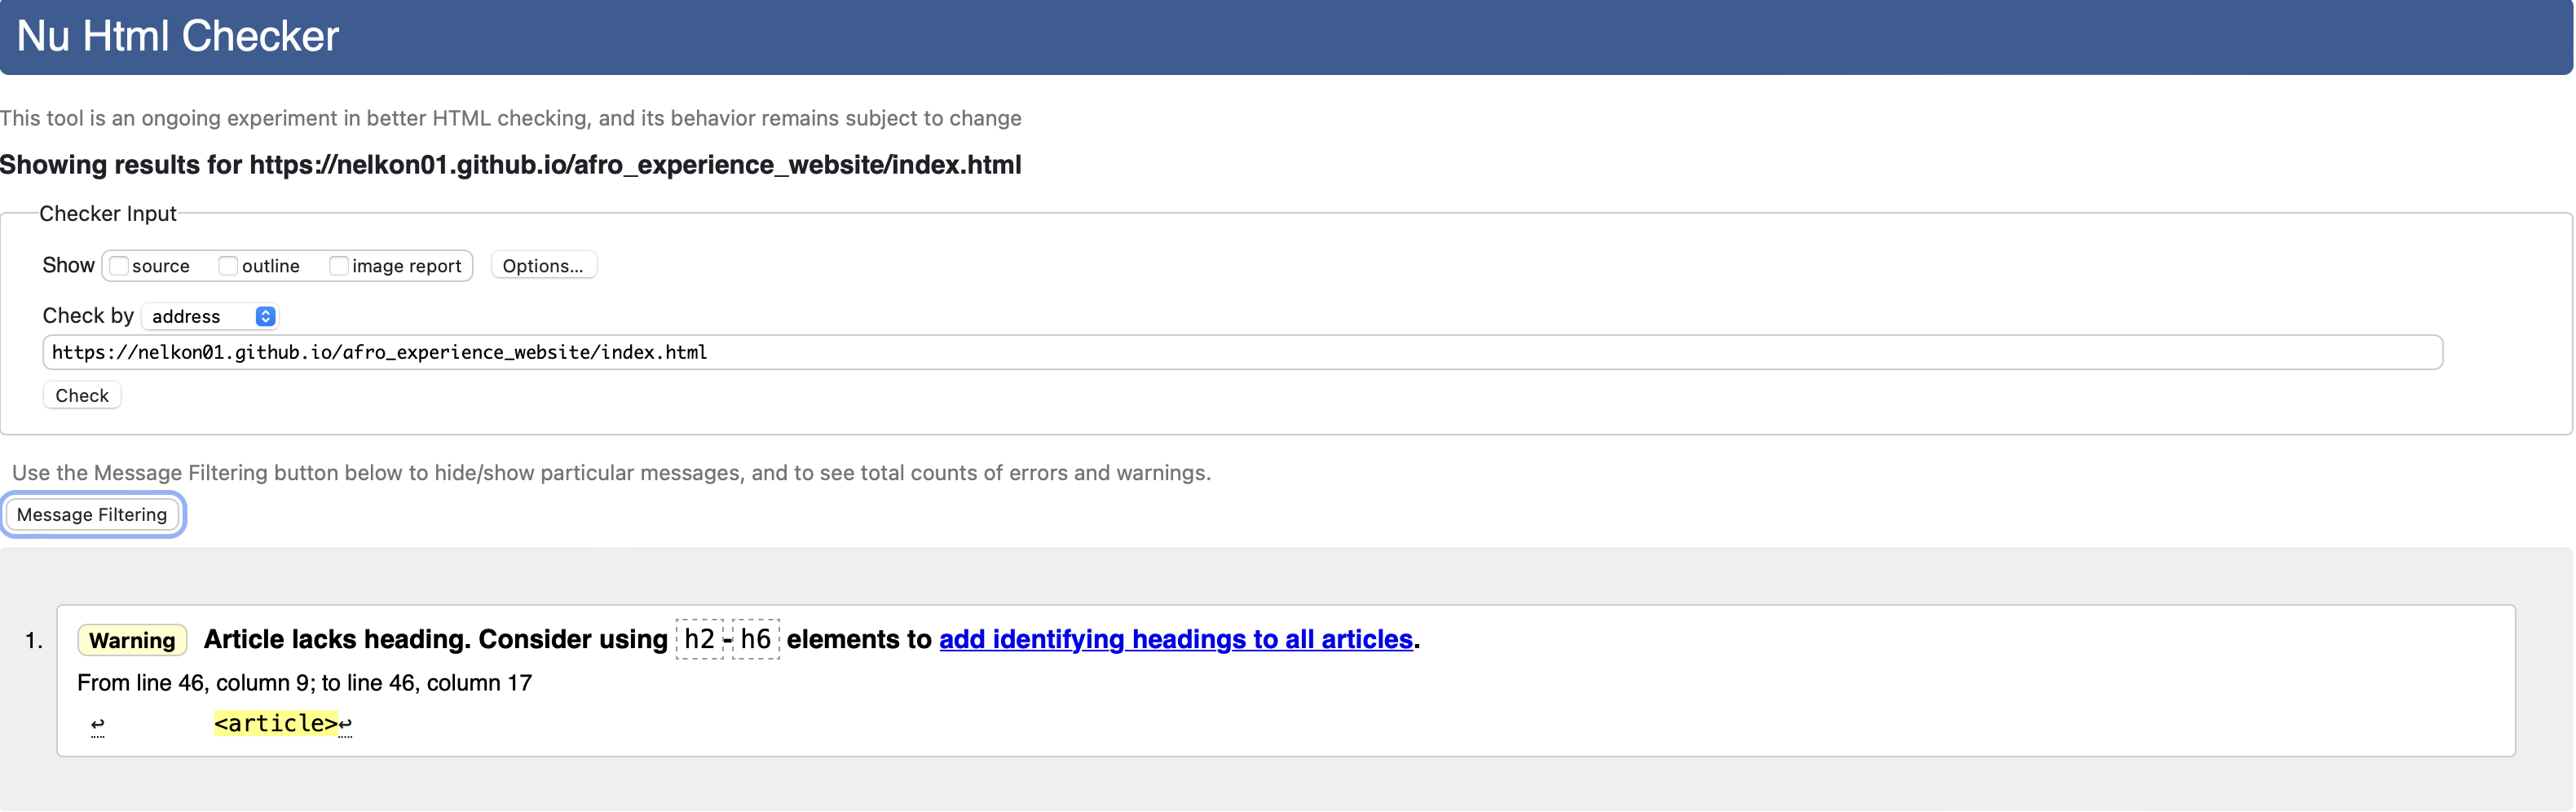 Nu Html Checker
This tool is an ongoing experiment in better HTML checking, and its behavior remains subject to change
Showing results for https://nelkon01.github.io/afro_experience_website/index.html
Checker Input
Show source outline image report Options...
Check by address
https://nelkon01.github.io/afro_experience_website/index.html
Check
Use the Message Filtering button below to hide/show particular messages, and to see total counts of errors and warnings.
Message Filtering
1. Warning Article lacks heading. Consider using h2-h6 elements to add identifying headings to all articles.
From line 46, column 9; to line 46, column 17
↩ <article>↩